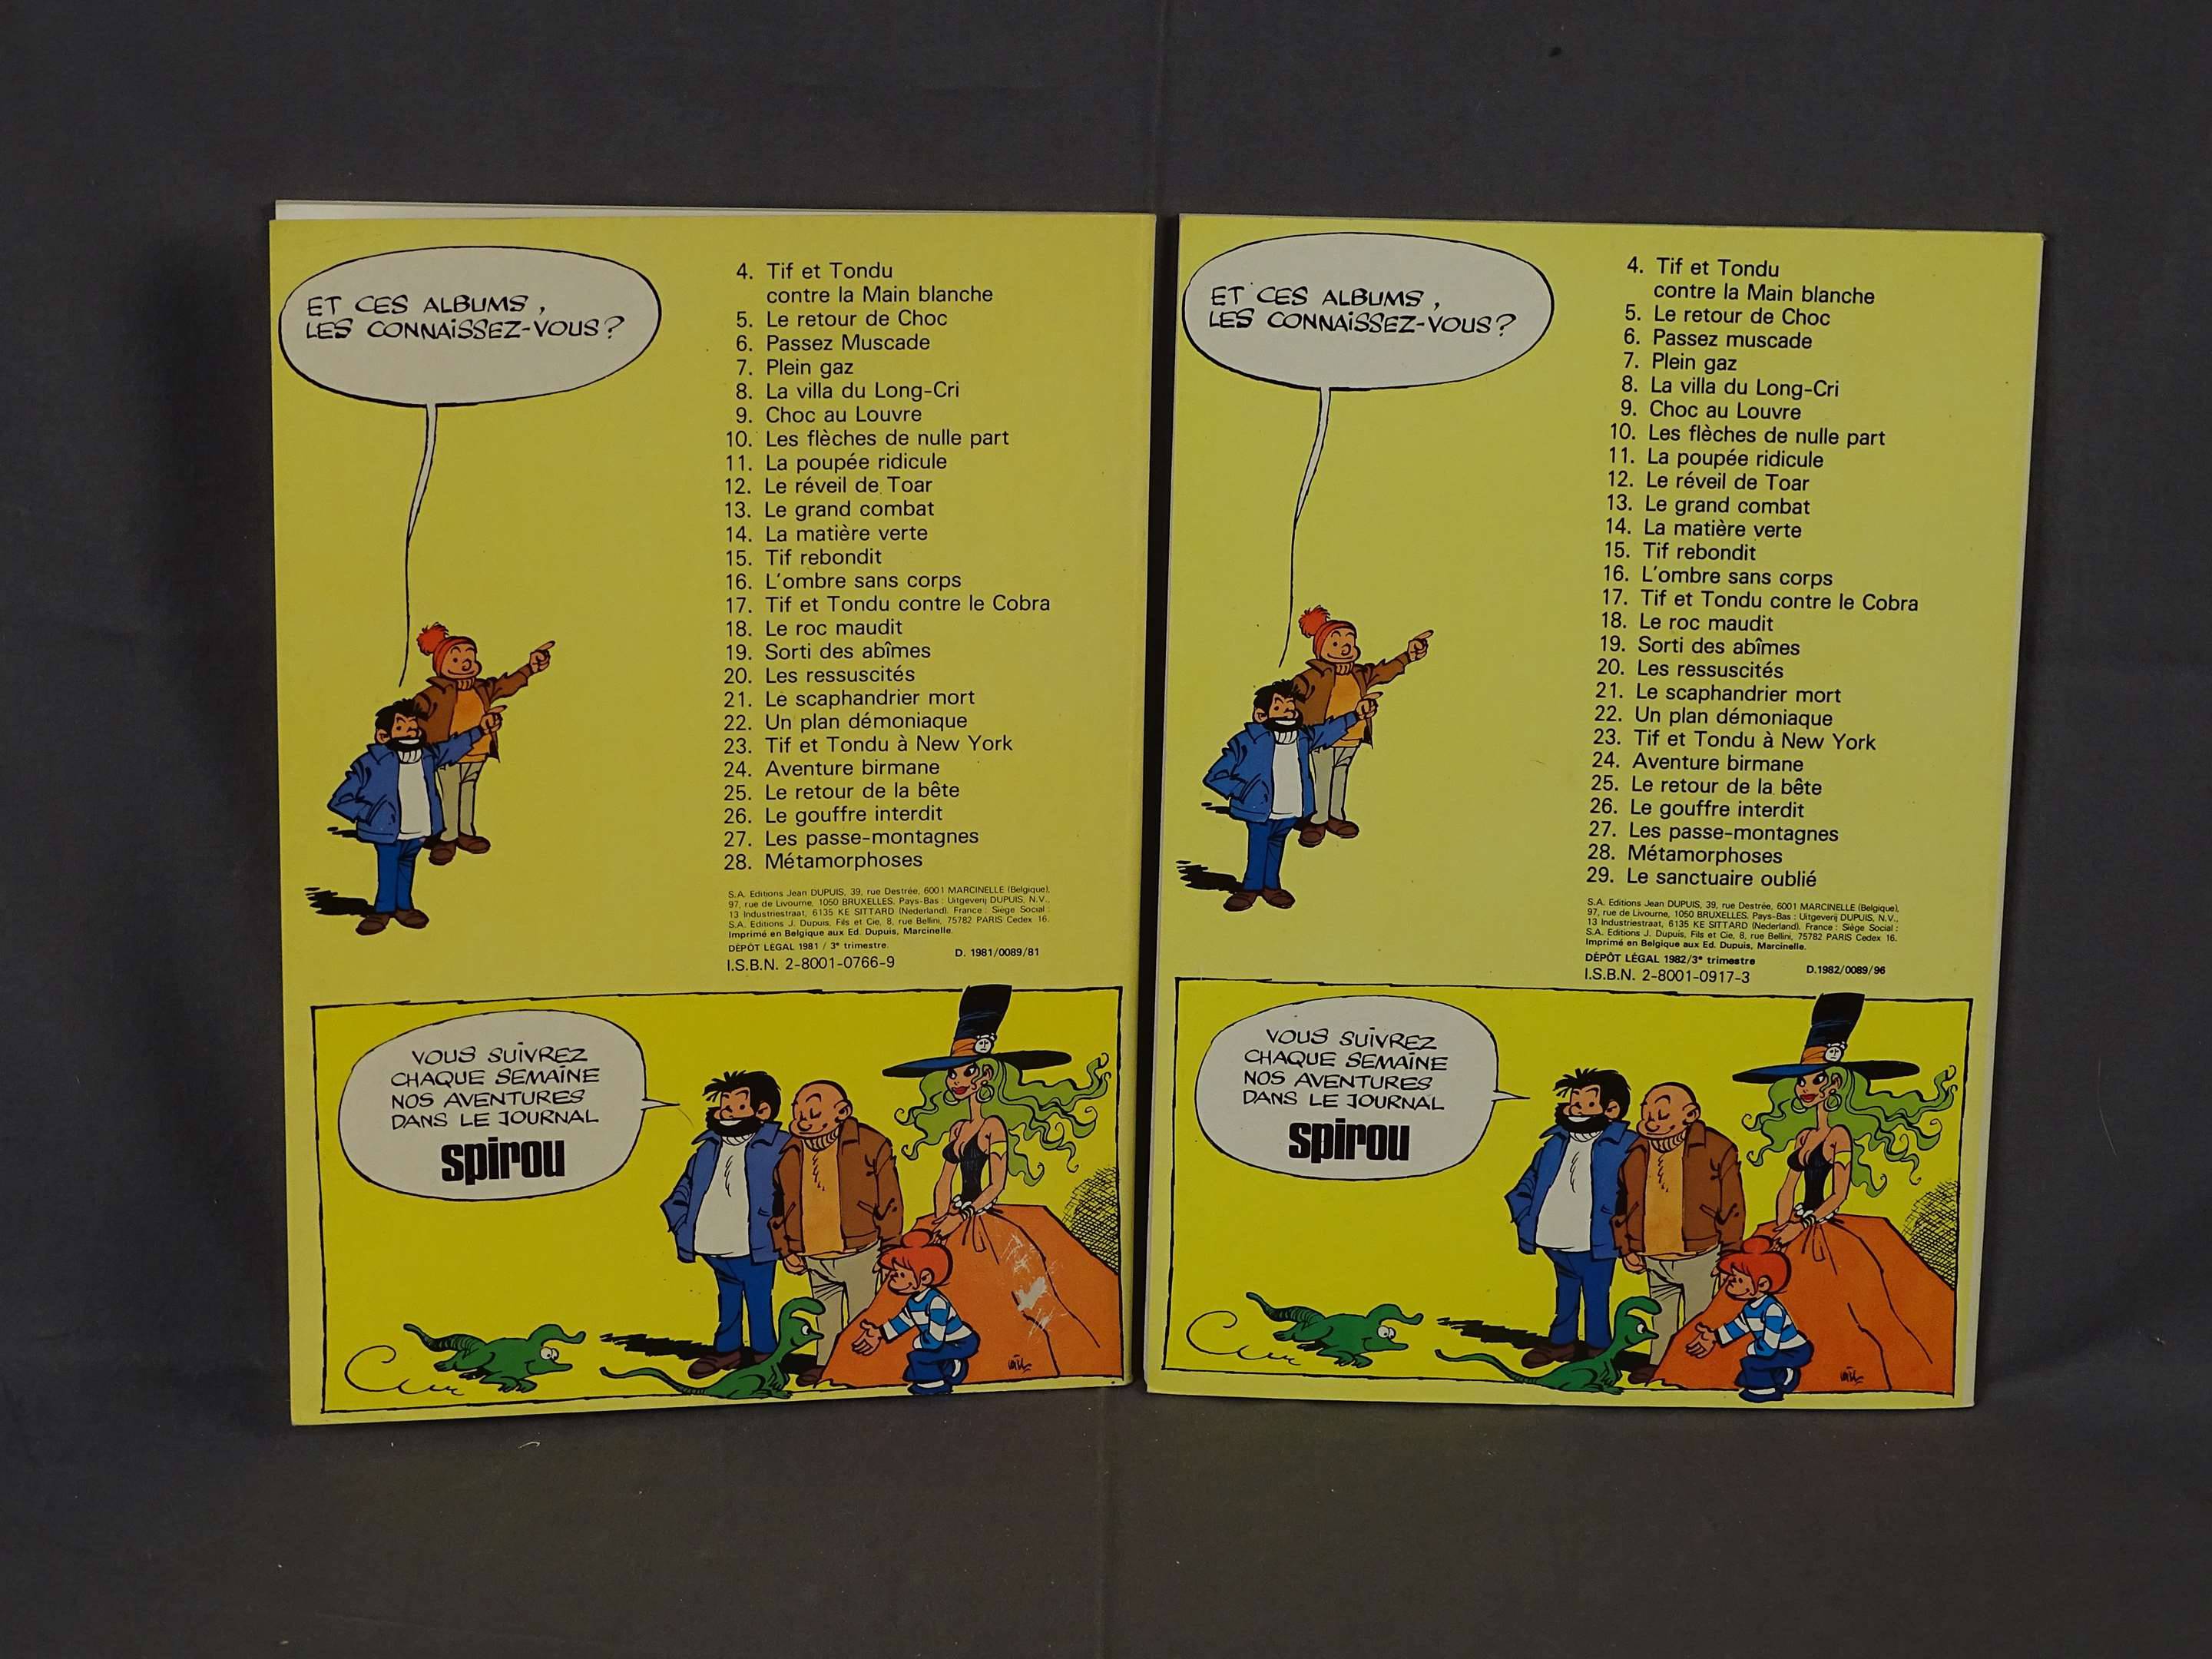 ET CES ALBUMS,
LES CONNAISSEZ-VOUS?
4. Tif et Tondu
contre la Main blanche
5. Le retour de Choc
6. Passez Muscade
7. Plein gaz
8. La villa du Long-Cri
9. Choc au Louvre
10. Les flèches de nulle part
11. La poupée ridicule
12. Le réveil de Toar
13. Le grand combat
14. La matière verte
15. Tif rebondit
16. L'ombre sans corps
17. Tif et Tondu contre le Cobra
18. Le roc maudit
19. Sorti des abîmes
20. Les ressuscités
21. Le scaphandrier mort
22. Un plan démoniaque
23. Tif et Tondu à New York
24. Aventure birmane
25. Le retour de la bête
26. Le gouffre interdit
27. Les passe-montagnes
28. Métamorphoses
S.A. Editions Jean DUPUIS, 39, rue Destrée, 6001 MARCINELLE (Belgique),
97, rue de Livourne, 1050 BRUXELLES. Pays-Bas : Uitgeverij DUPUIS, N.V.,
13 Industriestraat, 6135 KE SITTARD (Nederland). France : Siège Social :
S.A. Editions J. Dupuis, Fils et Cie, 8, rue Bellini, 75782 PARIS Cedex 16.
Imprimé en Belgique aux Ed. Dupuis, Marcinelle.
DÉPÔT LÉGAL 1981 / 3e trimestre. D. 1981/0089/81
I.S.B.N. 2-8001-0766-9
VOUS SUIVREZ
CHAQUE SEMAINE
NOS AVENTURES
DANS LE JOURNAL
spirou
ET CES ALBUMS,
LES CONNAISSEZ-VOUS?
4. Tif et Tondu
contre la Main blanche
5. Le retour de Choc
6. Passez muscade
7. Plein gaz
8. La villa du Long-Cri
9. Choc au Louvre
10. Les flèches de nulle part
11. La poupée ridicule
12. Le réveil de Toar
13. Le grand combat
14. La matière verte
15. Tif rebondit
16. L'ombre sans corps
17. Tif et Tondu contre le Cobra
18. Le roc maudit
19. Sorti des abîmes
20. Les ressuscités
21. Le scaphandrier mort
22. Un plan démoniaque
23. Tif et Tondu à New York
24. Aventure birmane
25. Le retour de la bête
26. Le gouffre interdit
27. Les passe-montagnes
28. Métamorphoses
29. Le sanctuaire oublié
S.A. Editions Jean DUPUIS, 39, rue Destrée, 6001 MARCINELLE (Belgique),
97, rue de Livourne, 1050 BRUXELLES. Pays-Bas : Uitgeverij DUPUIS, N.V.,
13 Industriestraat, 6135 KE SITTARD (Nederland). France : Siège Social :
S.A. Editions J. Dupuis, Fils et Cie, 8, rue Bellini, 75782 PARIS Cedex 16.
Imprimé en Belgique aux Ed. Dupuis, Marcinelle.
DÉPÔT LÉGAL 1982/3e trimestre D.1982/0089/96
I.S.B.N. 2-8001-0917-3
VOUS SUIVREZ
CHAQUE SEMAINE
NOS AVENTURES
DANS LE JOURNAL
spirou